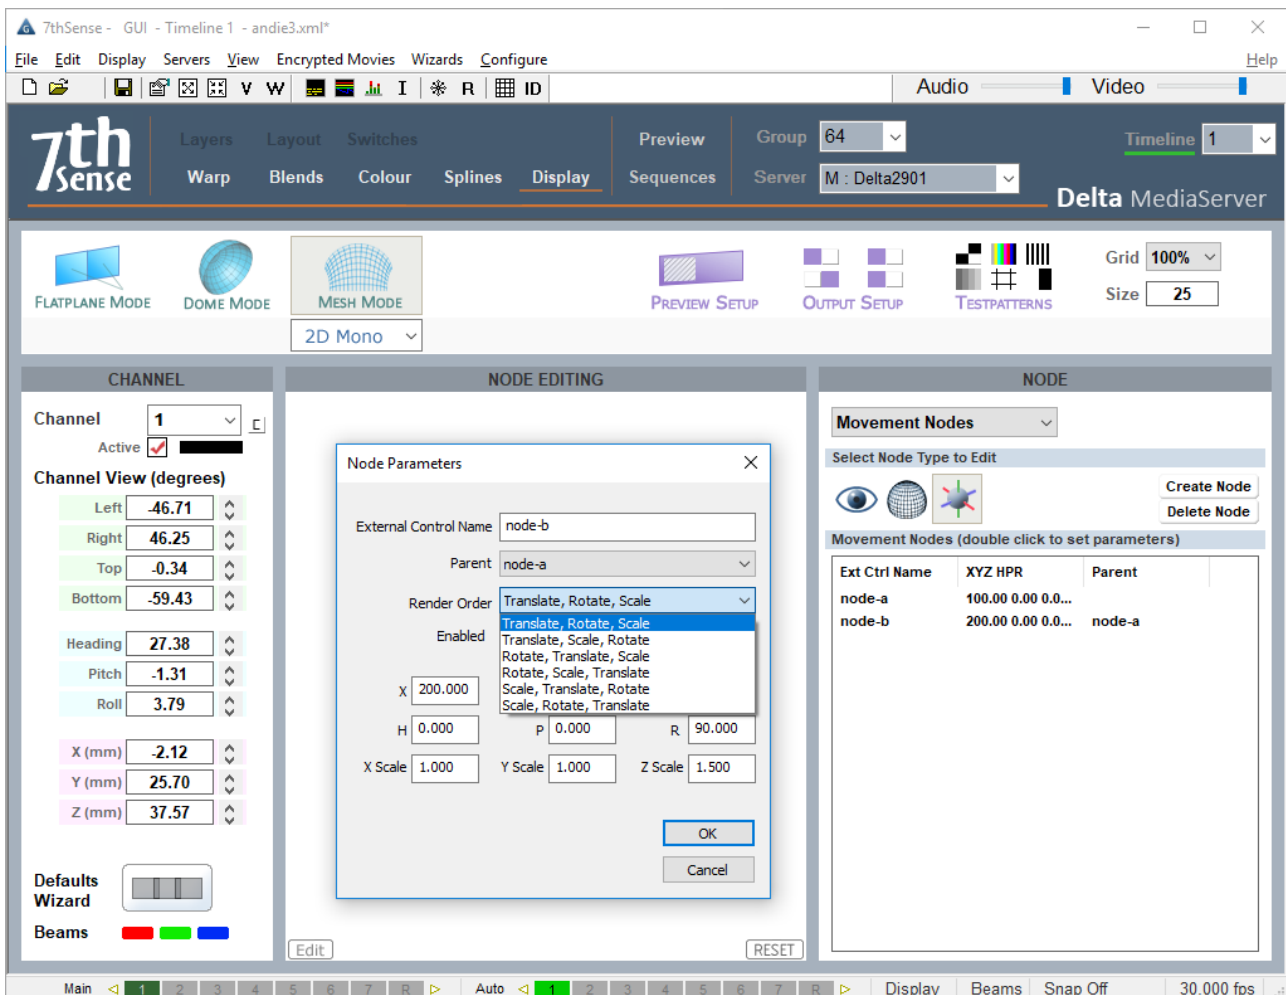 7thSense - GUI - Timeline 1 - andie3.xml*
File Edit Display Servers View Encrypted Movies Wizards Configure Help
V W I R ID Audio Video
7th Sense
Layers Layout Switches Preview Group 64 Timeline 1
Warp Blends Colour Splines Display Sequences Server M : Delta2901
Delta MediaServer
FLATPLANE MODE DOME MODE MESH MODE PREVIEW SETUP OUTPUT SETUP TESTPATTERNS
Grid 100%
Size 25
2D Mono
CHANNEL
Channel 1 E
Active
Channel View (degrees)
Left -46.71
Right 46.25
Top -0.34
Bottom -59.43
Heading 27.38
Pitch -1.31
Roll 3.79
X (mm) -2.12
Y (mm) 25.70
Z (mm) 37.57
Defaults
Wizard
Beams
NODE EDITING
Node Parameters
External Control Name node-b
Parent node-a
Render Order Translate, Rotate, Scale
Translate, Rotate, Scale
Translate, Scale, Rotate
Rotate, Translate, Scale
Rotate, Scale, Translate
Scale, Translate, Rotate
Scale, Rotate, Translate
Enabled
X 200.000
H 0.000 P 0.000 R 90.000
X Scale 1.000 Y Scale 1.000 Z Scale 1.500
OK
Cancel
Edit RESET
NODE
Movement Nodes
Select Node Type to Edit
Create Node
Delete Node
Movement Nodes (double click to set parameters)
Ext Ctrl Name XYZ HPR Parent
node-a 100.00 0.00 0.0...
node-b 200.00 0.00 0.0... node-a
Main 1 2 3 4 5 6 7 R Auto 1 2 3 4 5 6 7 R Display Beams Snap Off 30.000 fps